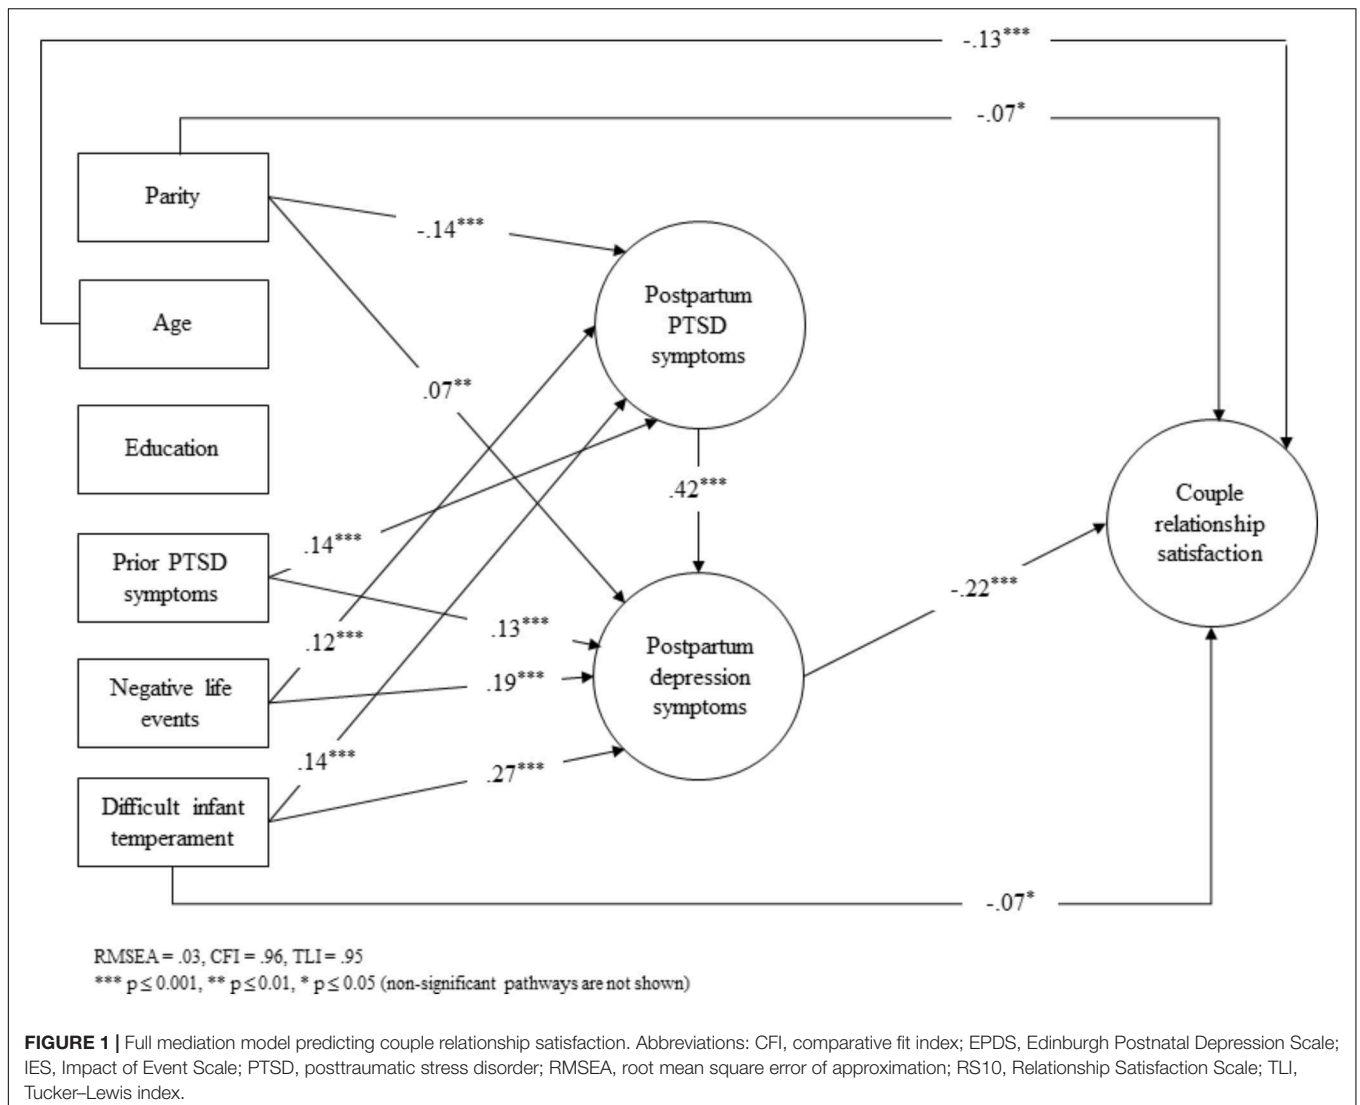 -.13***
-.07*
Parity
-.14***
Age
Postpartum
PTSD
symptoms
.07**
Education
.42***
Couple
relationship
satisfaction
Prior PTSD
symptoms
.14***
.13***
-.22***
Negative life
events
.12***
.19***
Postpartum
depression
symptoms
Difficult infant
temperament
.14***
.27***
-.07*
RMSEA = .03, CFI = .96, TLI = .95
*** p ≤ 0.001, ** p ≤ 0.01, * p ≤ 0.05 (non-significant pathways are not shown)
FIGURE 1 | Full mediation model predicting couple relationship satisfaction. Abbreviations: CFI, comparative fit index; EPDS, Edinburgh Postnatal Depression Scale;
IES, Impact of Event Scale; PTSD, posttraumatic stress disorder; RMSEA, root mean square error of approximation; RS10, Relationship Satisfaction Scale; TLI,
Tucker–Lewis index.